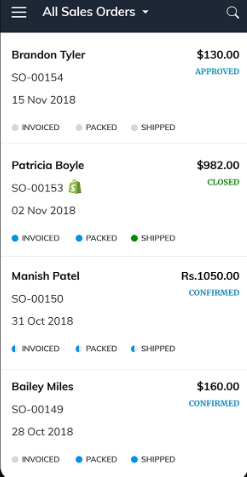 All Sales Orders
Brandon Tyler $130.00
SO-00154 APPROVED
15 Nov 2018
INVOICED PACKED SHIPPED
Patricia Boyle $982.00
SO-00153 CLOSED
02 Nov 2018
INVOICED PACKED SHIPPED
Manish Patel Rs.1050.00
SO-00150 CONFIRMED
31 Oct 2018
INVOICED PACKED SHIPPED
Bailey Miles $160.00
SO-00149 CONFIRMED
28 Oct 2018
INVOICED PACKED SHIPPED